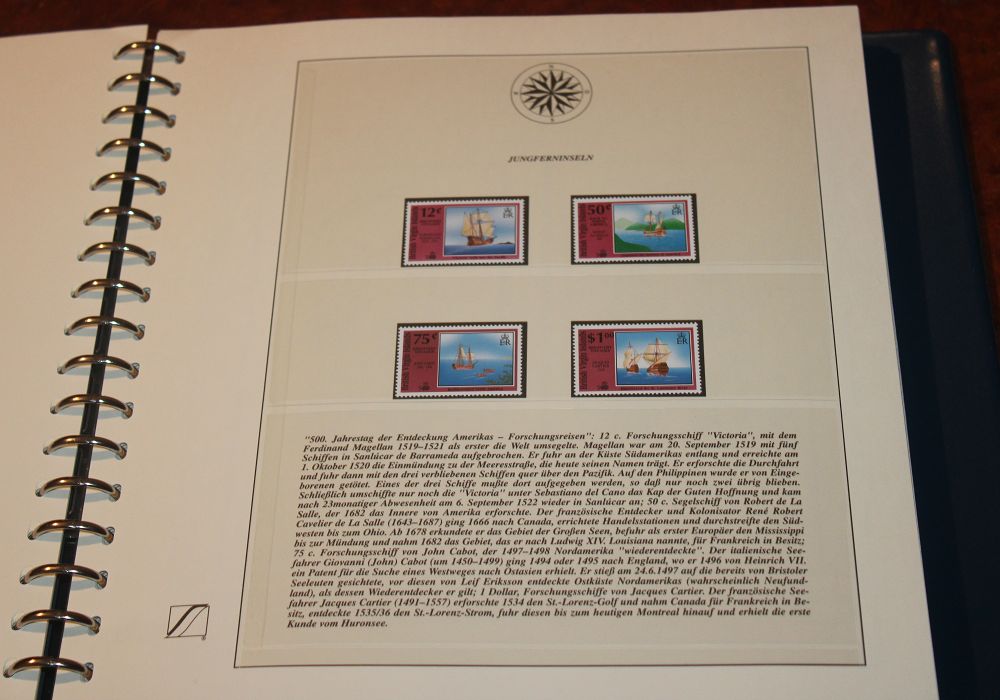 N
O
S
JUNGFERNINSELN
12c
British Virgin Islands
ER
50c
British Virgin Islands
ER
75c
British Virgin Islands
ER
$1.00
British Virgin Islands
ER
"500. Jahrestag der Entdeckung Amerikas – Forschungsreisen": 12 c. Forschungsschiff "Victoria", mit dem
Ferdinand Magellan 1519–1521 als erster die Welt umsegelte. Magellan war am 20. September 1519 mit fünf
Schiffen in Sanlúcar de Barrameda aufgebrochen. Er fuhr an der Küste Südamerikas entlang und erreichte am
1. Oktober 1520 die Einmündung zu der Meeresstraße, die heute seinen Namen trägt. Er erforschte die Durchfahrt
und fuhr dann mit den drei verbliebenen Schiffen quer über den Pazifik. Auf den Philippinen wurde er von Einge-
borenen getötet. Eines der drei Schiffe mußte dort aufgegeben werden, so daß nur noch zwei übrig blieben.
Schließlich umschiffte nur noch die "Victoria" unter Sebastiano del Cano das Kap der Guten Hoffnung und kam
nach 23monatiger Abwesenheit am 6. September 1522 wieder in Sanlúcar an; 50 c. Segelschiff von Robert de La
Salle, der 1682 das Innere von Amerika erforschte. Der französische Entdecker und Kolonisator René Robert
Cavelier de La Salle (1643–1687) ging 1666 nach Canada, errichtete Handelsstationen und durchstreifte den Süd-
westen bis zum Ohio. Ab 1678 erkundete er das Gebiet der Großen Seen, befuhr als erster Europäer den Mississippi
bis zur Mündung und nahm 1682 das Gebiet, das er nach Ludwig XIV. Louisiana nannte, für Frankreich in Besitz;
75 c. Forschungsschiff von John Cabot, der 1497–1498 Nordamerika "wiederentdeckte". Der italienische See-
fahrer Giovanni (John) Cabot (um 1450–1499) ging 1494 oder 1495 nach England, wo er 1496 von Heinrich VII.
ein Patent für die Suche eines Westweges nach Ostasien erhielt. Er stieß am 24.6.1497 auf die bereits von Bristoler
Seeleuten gesichtete, vor diesen von Leif Eriksson entdeckte Ostküste Nordamerikas (wahrscheinlich Neufund-
land), als dessen Wiederentdecker er gilt; 1 Dollar, Forschungsschiffe von Jacques Cartier. Der französische See-
fahrer Jacques Cartier (1491–1557) erforschte 1534 den St.-Lorenz-Golf und nahm Canada für Frankreich in Be-
sitz, entdeckte 1535/36 den St.-Lorenz-Strom, fuhr diesen bis zum heutigen Montreal hinauf und erhielt die erste
Kunde vom Huronsee.